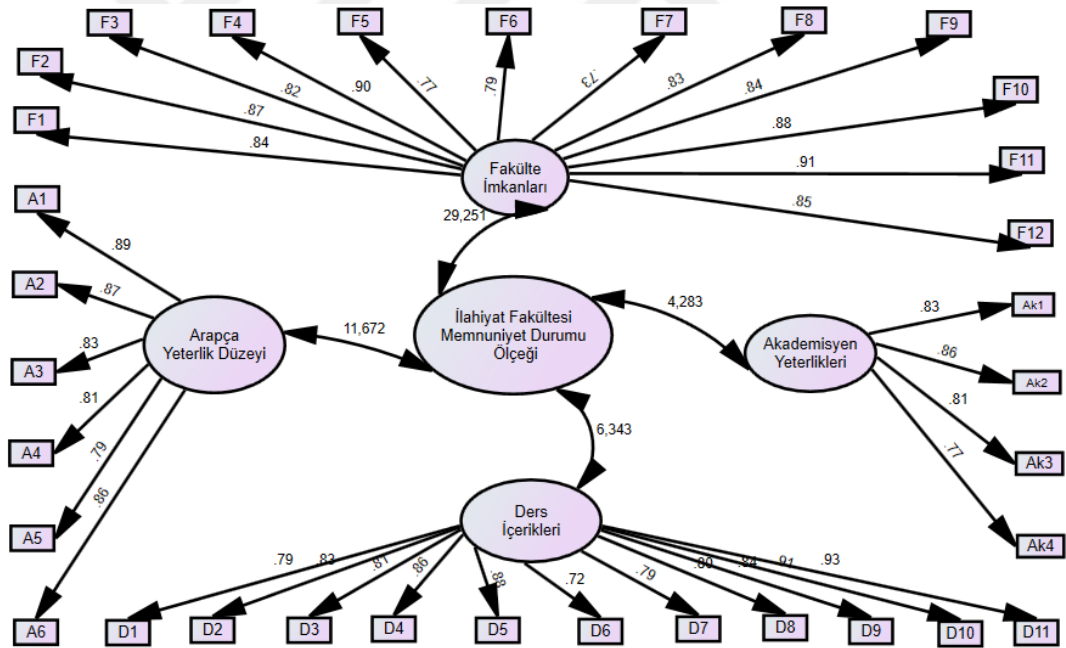 F3
F4
F5
F6
F7
F8
F9
F2
F10
F1
F11
F12
.82
.90
.77
.79
.73
.83
.84
.87
.88
.84
.91
.85
Fakülte
İmkanları
29,251
A1
A2
A3
A4
A5
A6
.89
.87
.83
.81
.79
.86
Arapça
Yeterlik Düzeyi
11,672
İlahiyat Fakültesi
Memnuniyet Durumu
Ölçeği
4,283
Akademisyen
Yeterlikleri
.83
.86
.81
.77
Ak1
Ak2
Ak3
Ak4
6,343
Ders
İçerikleri
.79
.83
.81
.86
.88
.72
.79
.80
.84
.91
.93
D1
D2
D3
D4
D5
D6
D7
D8
D9
D10
D11